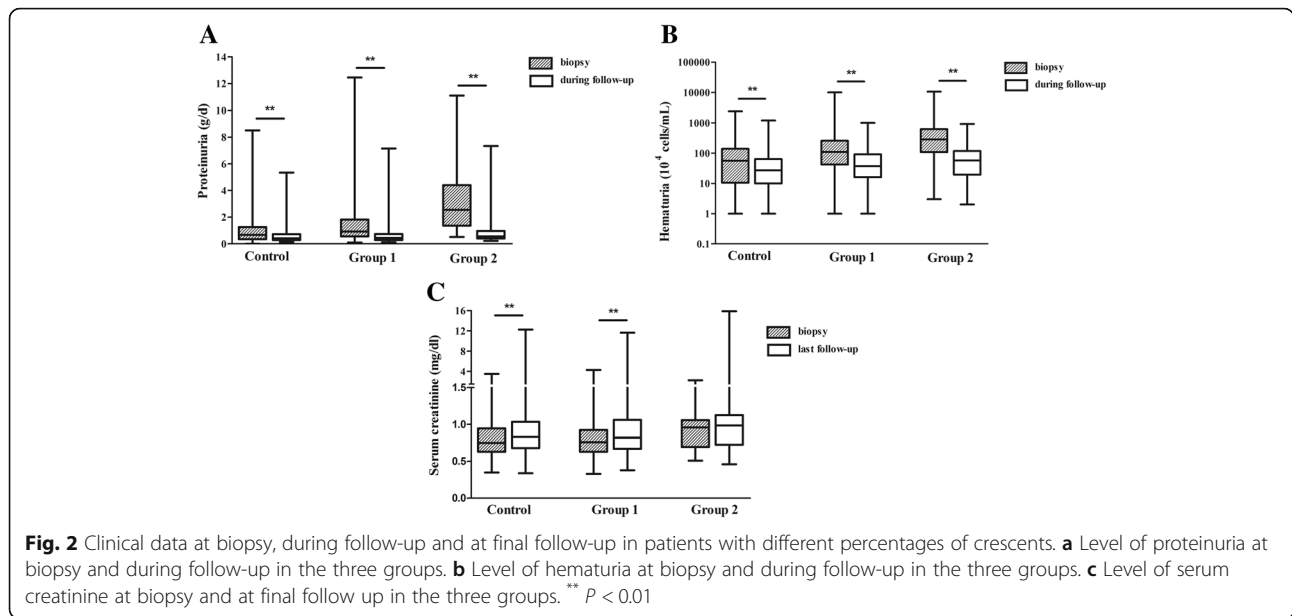 A
Proteinuria (g/d)
14
12
10
8
6
4
2
0
**
**
**
Control
Group 1
Group 2
biopsy
during follow-up
B
Hematuria (10⁴ cells/mL)
100000
10000
1000
100
10
1
0.1
**
**
**
Control
Group 1
Group 2
biopsy
during follow-up
C
Serum creatinine (mg/dl)
16
12
8
4
1.5
1.0
0.5
0.0
**
**
Control
Group 1
Group 2
biopsy
last follow-up
Fig. 2 Clinical data at biopsy, during follow-up and at final follow-up in patients with different percentages of crescents. a Level of proteinuria at
biopsy and during follow-up in the three groups. b Level of hematuria at biopsy and during follow-up in the three groups. c Level of serum
creatinine at biopsy and at final follow up in the three groups. ** P < 0.01